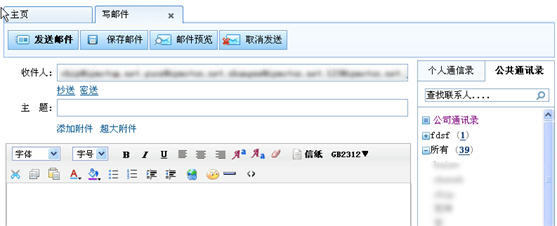 主页 写邮件
发送邮件 保存邮件 邮件预览 取消发送
收件人:
抄送 密送
主 题:
添加附件 超大附件
字体 字号 B I U 信纸 GB2312▼
个人通信录 公共通讯录
查找联系人....
公司通讯录
fdsf (1)
所有 (39)